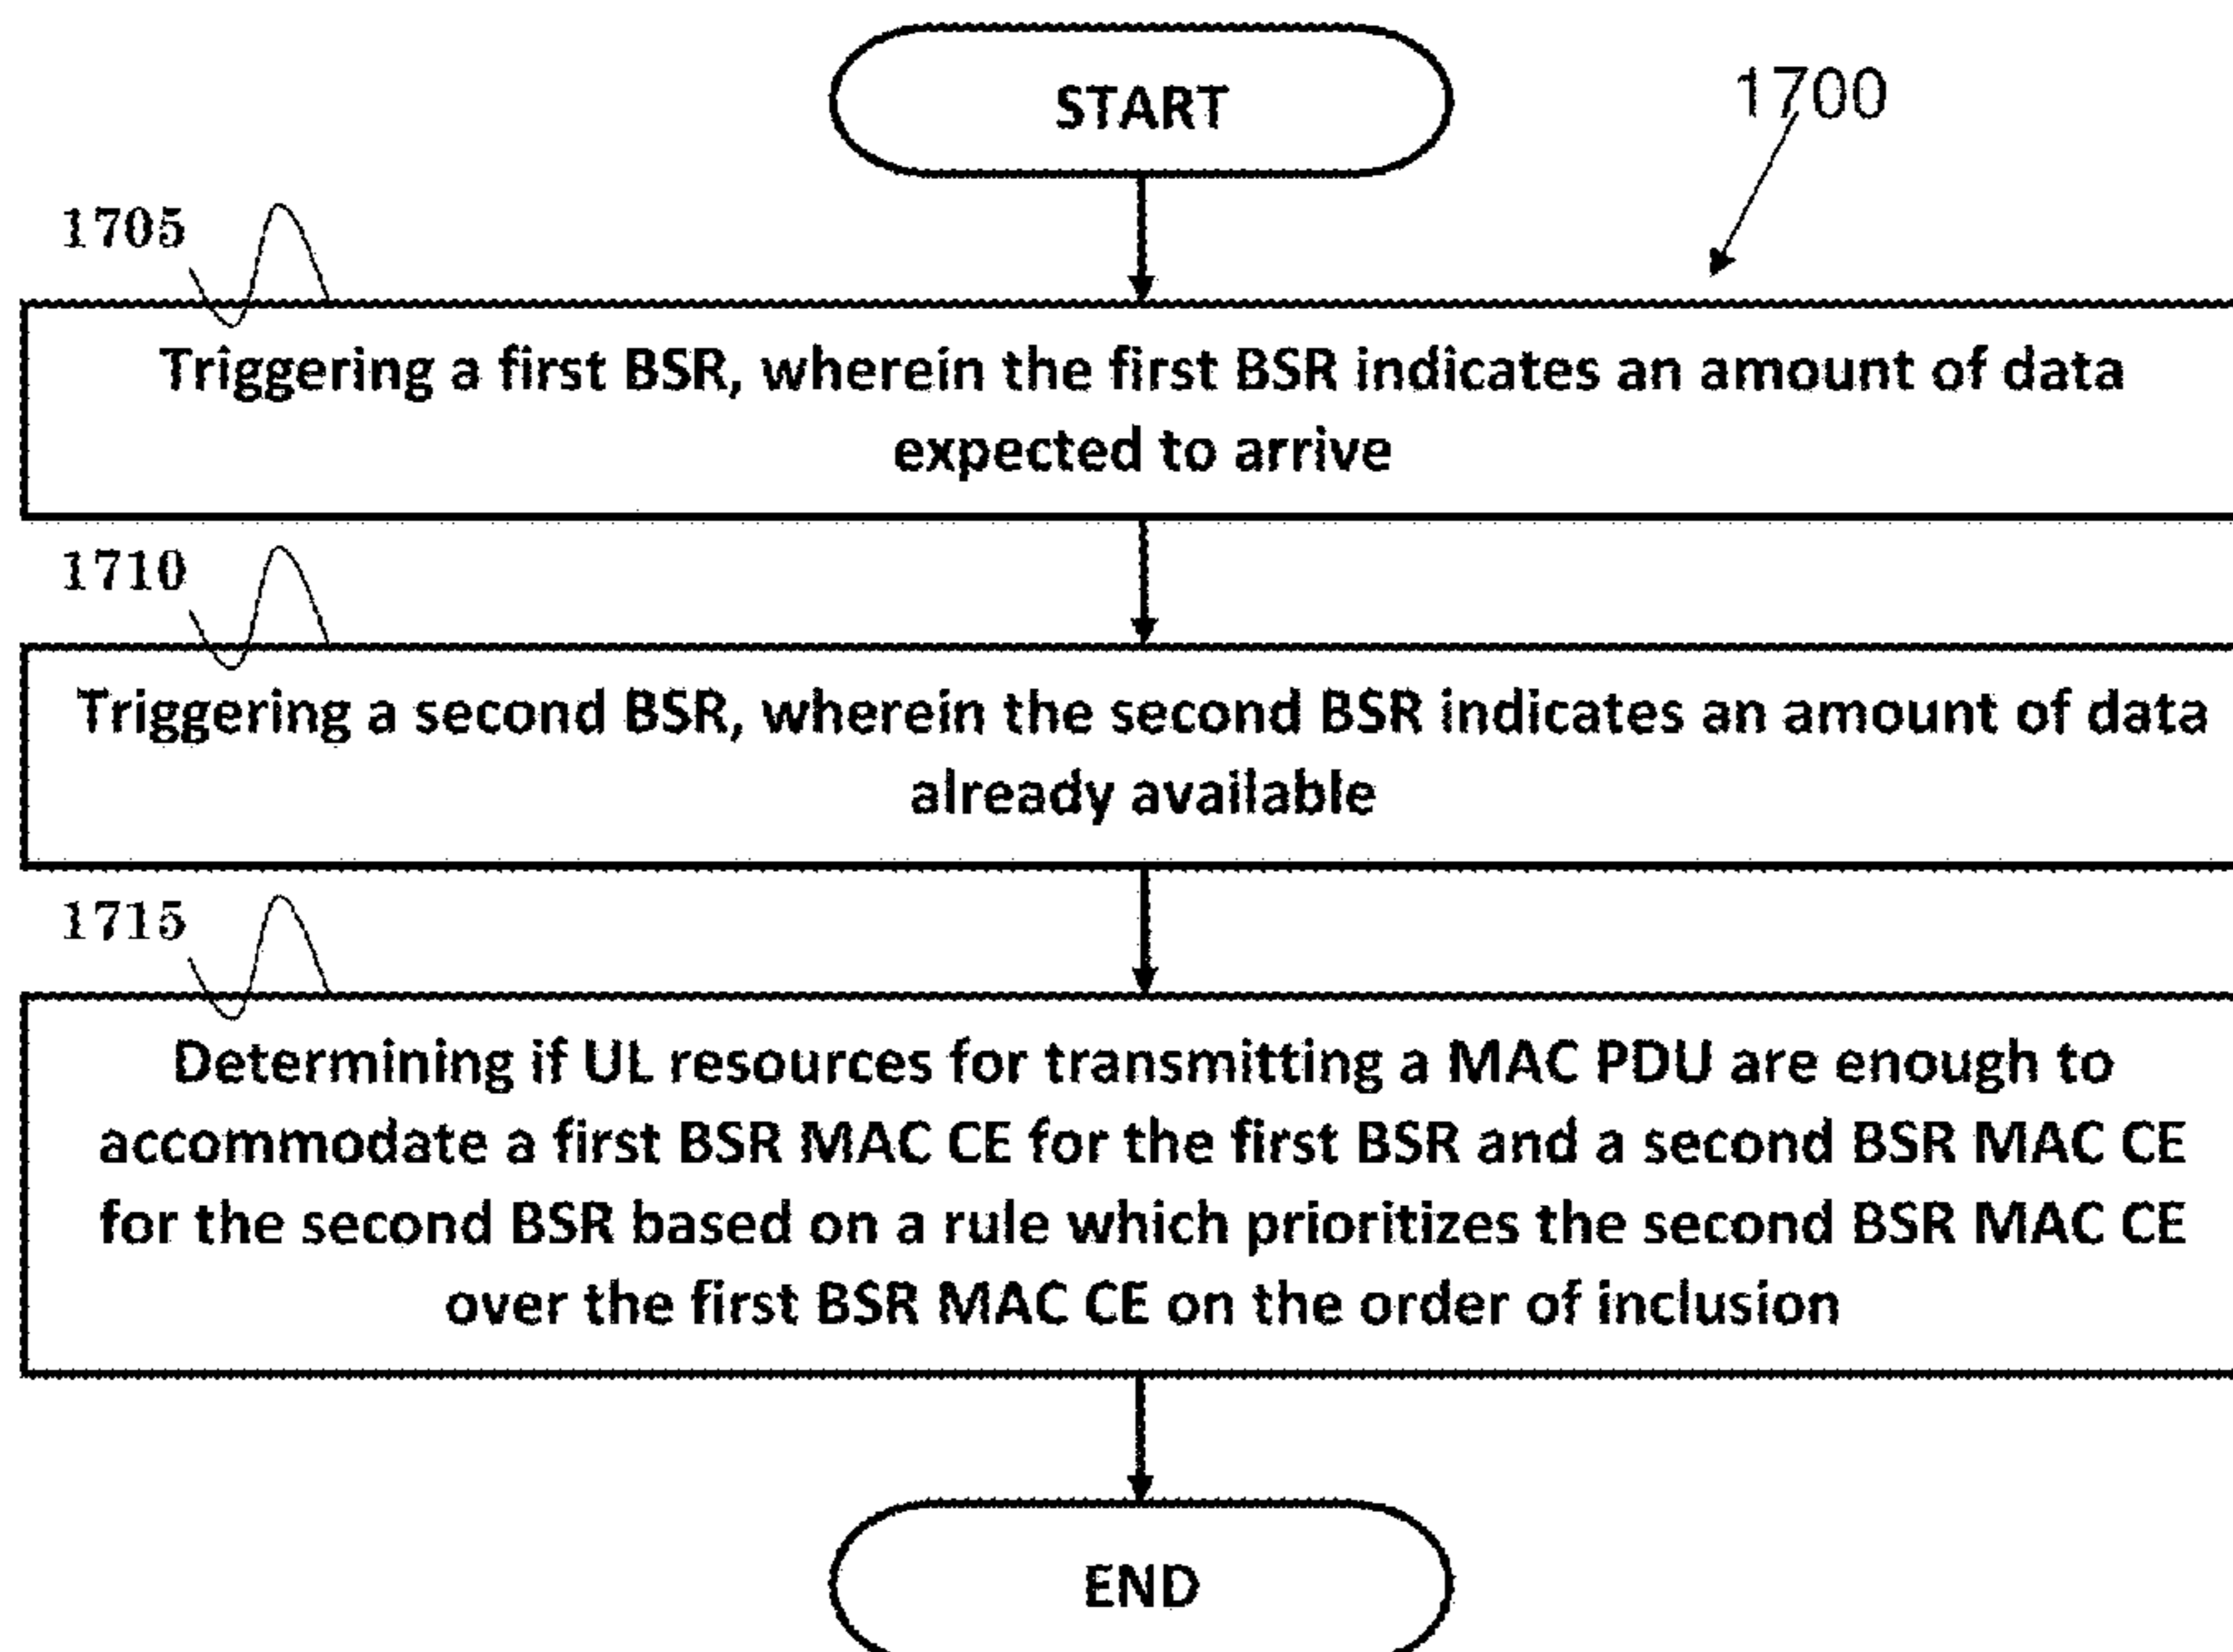 START
1700
1705
Triggering a first BSR, wherein the first BSR indicates an amount of data
expected to arrive
1710
Triggering a second BSR, wherein the second BSR indicates an amount of data
already available
1715
Determining if UL resources for transmitting a MAC PDU are enough to
accommodate a first BSR MAC CE for the first BSR and a second BSR MAC CE
for the second BSR based on a rule which prioritizes the second BSR MAC CE
over the first BSR MAC CE on the order of inclusion
END